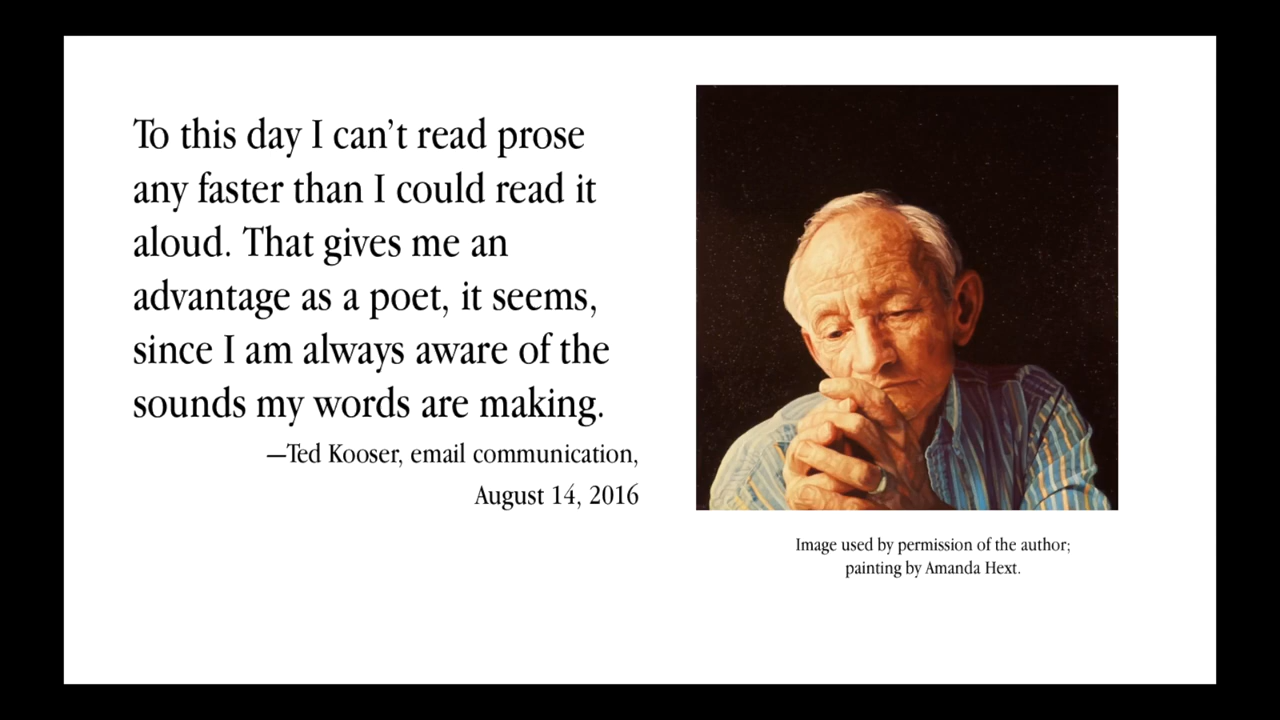 To this day I can’t read prose
any faster than I could read it
aloud. That gives me an
advantage as a poet, it seems,
since I am always aware of the
sounds my words are making.
—Ted Kooser, email communication,
August 14, 2016
Image used by permission of the author;
painting by Amanda Hext.